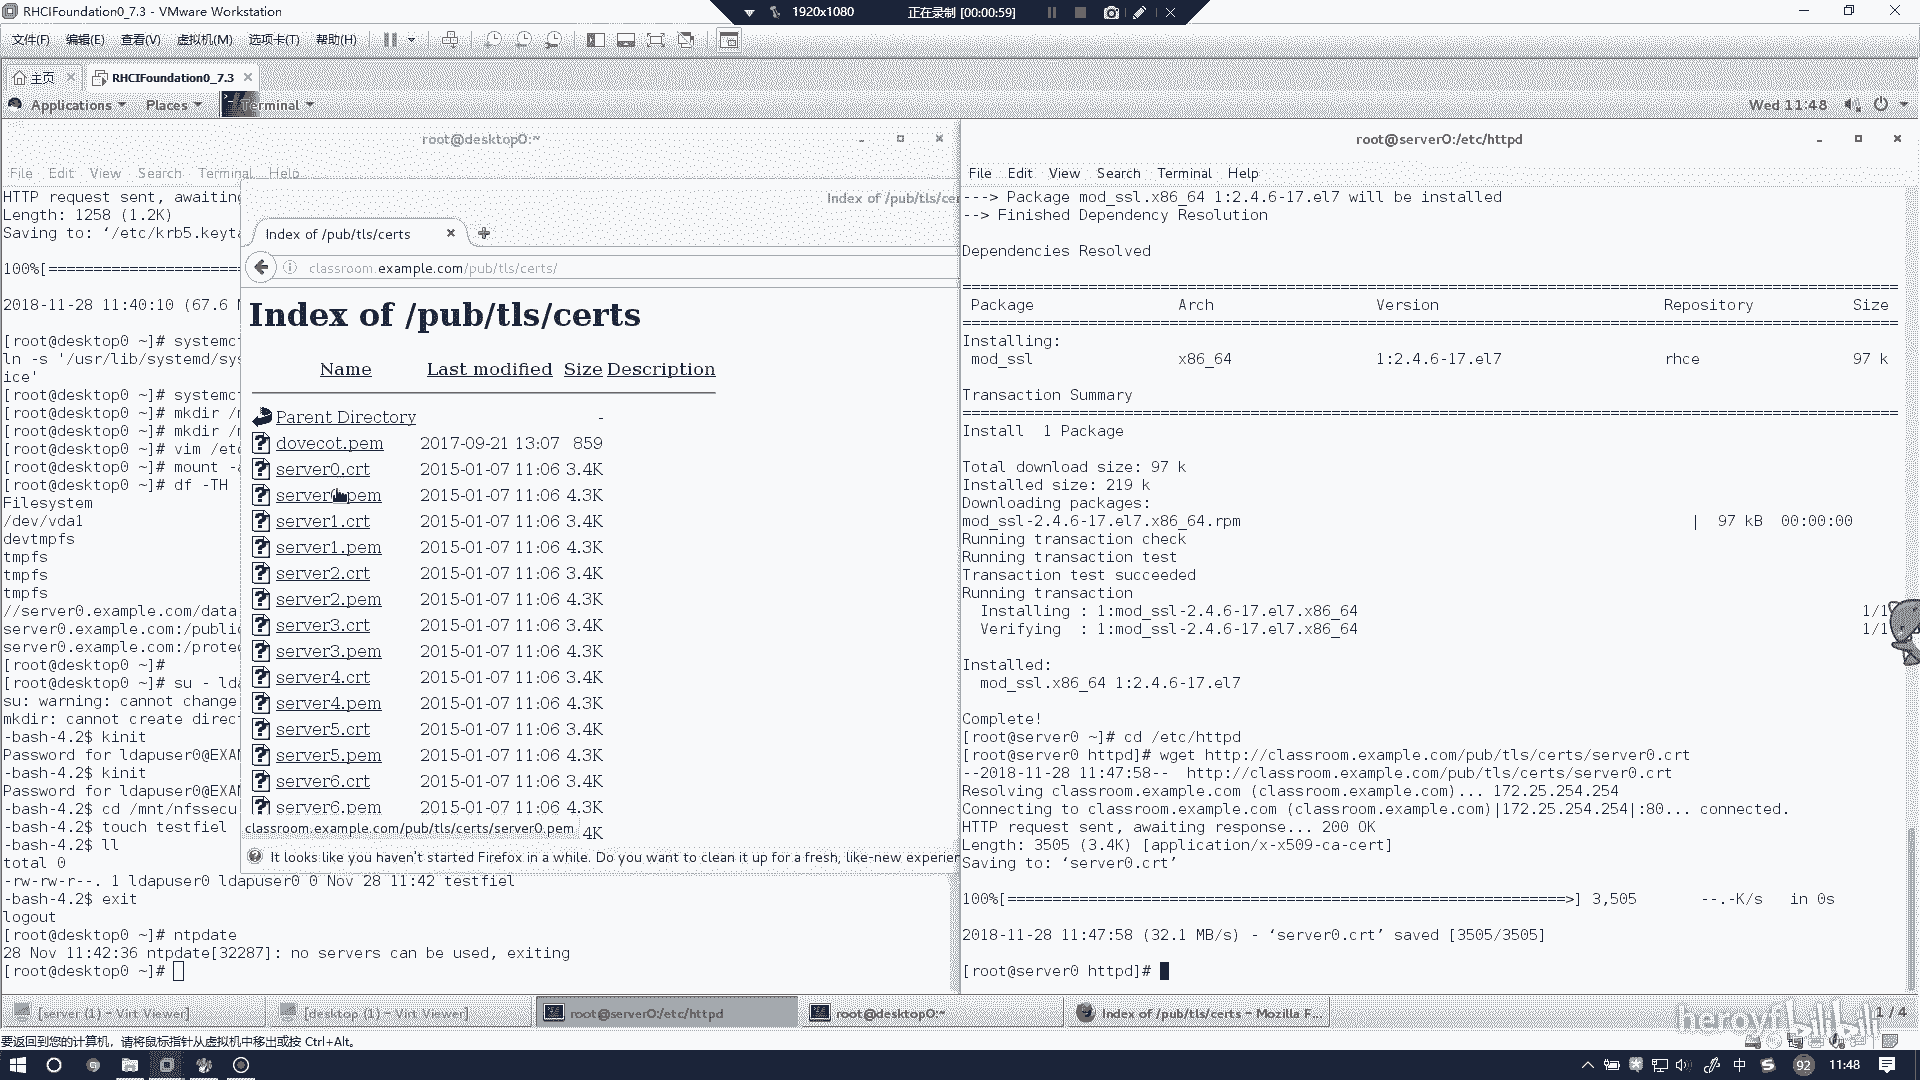 RHCIFoundation0_7.3 - VMware Workstation
1920x1080
正在录制 [00:00:59]
文件(F) 编辑(E) 查看(V) 虚拟机(M) 选项卡(T) 帮助(H)
主页
RHCIFoundation0_7.3
Applications Places Terminal
Wed 11:48
root@desktop0:~
File Edit View Search Terminal Help
HTTP request sent, awaiting
Length: 1258 (1.2K)
Saving to: ‘/etc/krb5.keyta
100%[======================
2018-11-28 11:40:10 (67.6
[root@desktop0 ~]# systemc
ln -s '/usr/lib/systemd/sys
ice'
[root@desktop0 ~]# systemc
[root@desktop0 ~]# mkdir /
[root@desktop0 ~]# mkdir /
[root@desktop0 ~]# vim /etc
[root@desktop0 ~]# mount -a
[root@desktop0 ~]# df -TH
Filesystem
/dev/vda1
devtmpfs
tmpfs
tmpfs
tmpfs
//server0.example.com/data
server0.example.com:/public
server0.example.com:/prote
[root@desktop0 ~]#
[root@desktop0 ~]# su - lda
su: warning: cannot change
mkdir: cannot create direct
-bash-4.2$ kinit
Password for ldapuser0@EXA
-bash-4.2$ kinit
Password for ldapuser0@EXA
-bash-4.2$ cd /mnt/nfssecu
-bash-4.2$ touch testfiel
-bash-4.2$ ll
total 0
-rw-rw-r--. 1 ldapuser0 ldapuser0 0 Nov 28 11:42 testfiel
-bash-4.2$ exit
logout
[root@desktop0 ~]# ntpdate
28 Nov 11:42:36 ntpdate[32287]: no servers can be used, exiting
[root@desktop0 ~]#
Index of /pub/tls/cer
Index of /pub/tls/certs
classroom.example.com/pub/tls/certs/
Index of /pub/tls/certs
Name Last modified Size Description
Parent Directory -
dovecot.pem 2017-09-21 13:07 859
server0.crt 2015-01-07 11:06 3.4K
server0.pem 2015-01-07 11:06 4.3K
server1.crt 2015-01-07 11:06 3.4K
server1.pem 2015-01-07 11:06 4.3K
server2.crt 2015-01-07 11:06 3.4K
server2.pem 2015-01-07 11:06 4.3K
server3.crt 2015-01-07 11:06 3.4K
server3.pem 2015-01-07 11:06 4.3K
server4.crt 2015-01-07 11:06 3.4K
server4.pem 2015-01-07 11:06 4.3K
server5.crt 2015-01-07 11:06 3.4K
server5.pem 2015-01-07 11:06 4.3K
server6.crt 2015-01-07 11:06 3.4K
server6.pem 2015-01-07 11:06 4.3K
classroom.example.com/pub/tls/certs/server0.pem 4K
It looks like you haven't started Firefox in a while. Do you want to clean it up for a fresh, like-new experien
root@server0:/etc/httpd
File Edit View Search Terminal Help
---> Package mod_ssl.x86_64 1:2.4.6-17.el7 will be installed
--> Finished Dependency Resolution
Dependencies Resolved
Package Arch Version Repository Size
Installing:
mod_ssl x86_64 1:2.4.6-17.el7 rhce 97 k
Transaction Summary
Install 1 Package
Total download size: 97 k
Installed size: 219 k
Downloading packages:
mod_ssl-2.4.6-17.el7.x86_64.rpm | 97 kB 00:00:00
Running transaction check
Running transaction test
Transaction test succeeded
Running transaction
Installing : 1:mod_ssl-2.4.6-17.el7.x86_64 1/1
Verifying : 1:mod_ssl-2.4.6-17.el7.x86_64 1/1
Installed:
mod_ssl.x86_64 1:2.4.6-17.el7
Complete!
[root@server0 ~]# cd /etc/httpd
[root@server0 httpd]# wget http://classroom.example.com/pub/tls/certs/server0.crt
--2018-11-28 11:47:58-- http://classroom.example.com/pub/tls/certs/server0.crt
Resolving classroom.example.com (classroom.example.com)... 172.25.254.254
Connecting to classroom.example.com (classroom.example.com)|172.25.254.254|:80... connected.
HTTP request sent, awaiting response... 200 OK
Length: 3505 (3.4K) [application/x-x509-ca-cert]
Saving to: ‘server0.crt’
100%[==============================================================>] 3,505 --.-K/s in 0s
2018-11-28 11:47:58 (32.1 MB/s) - ‘server0.crt’ saved [3505/3505]
[root@server0 httpd]#
[server (1) – Virt Viewer]
[desktop (1) – Virt Viewer]
root@server0:/etc/httpd
root@desktop0:~
Index of /pub/tls/certs – Mozilla F...
1 / 4
heroyf bilibili
要返回到您的计算机，请将鼠标指针从虚拟机中移出或按 Ctrl+Alt。
中
92
11:48